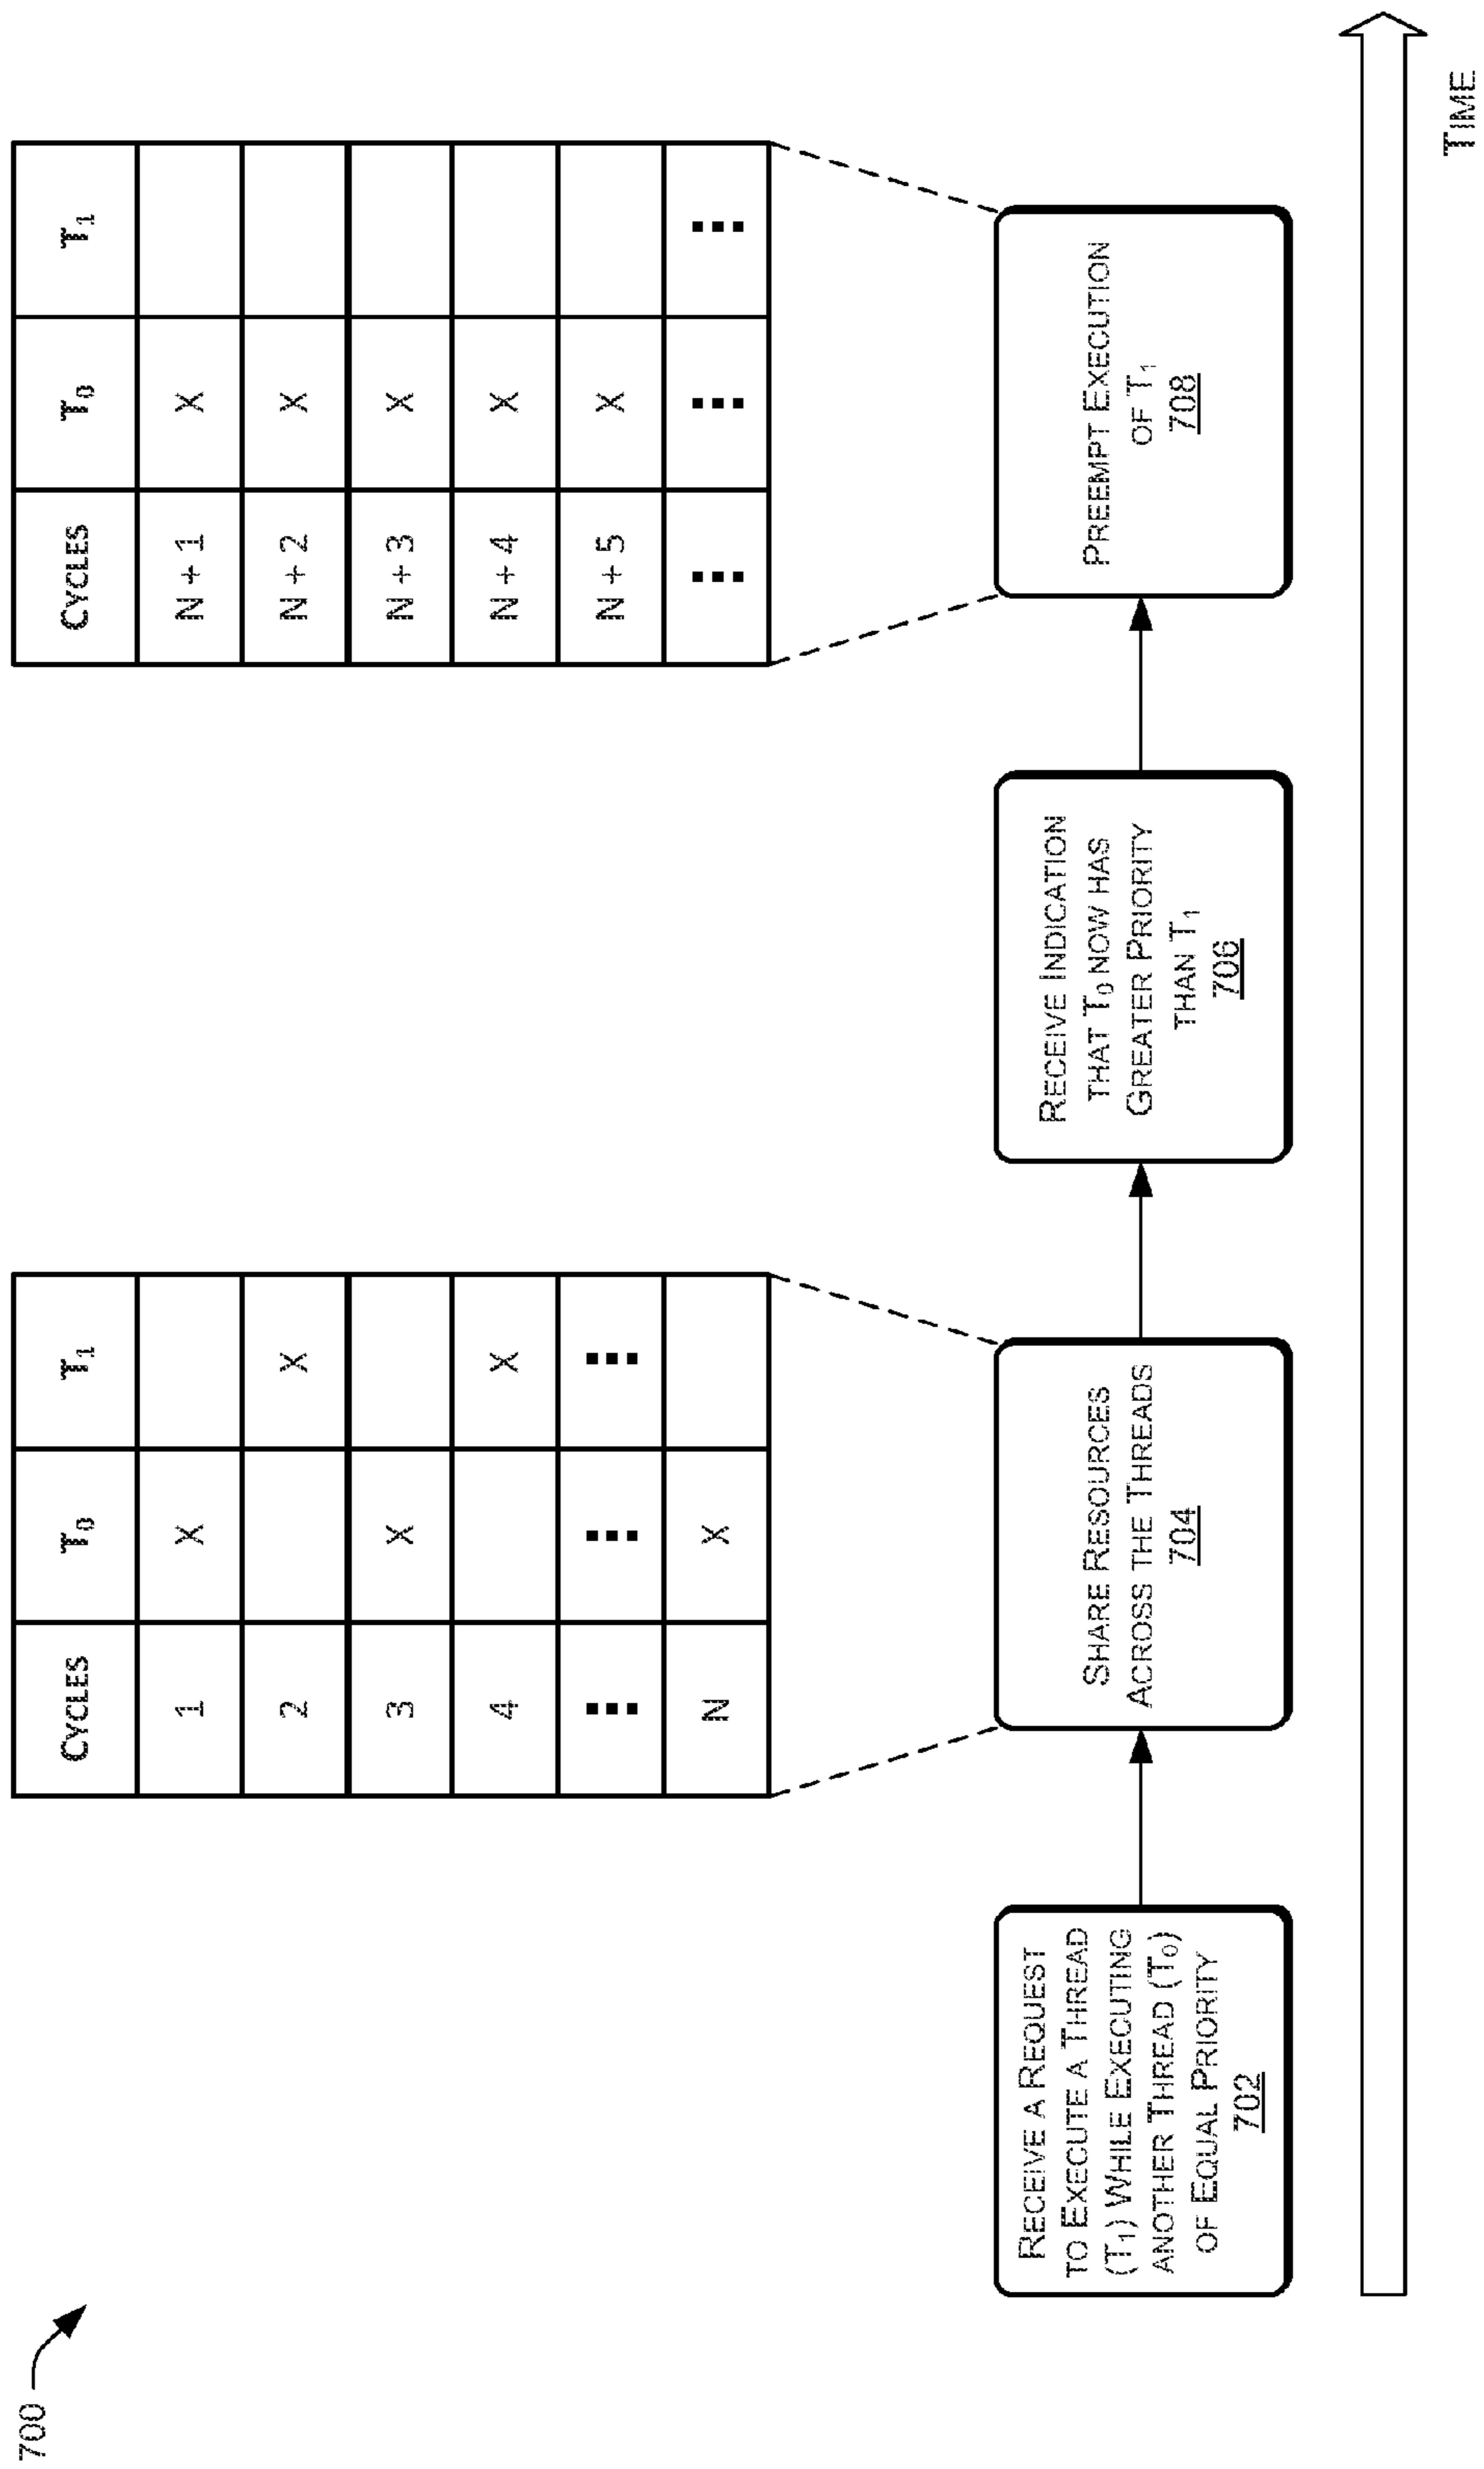 700
CYCLES T0 T1
1 X
2 X
3 X
4 X
⋮ ⋮ ⋮
N X
CYCLES T0 T1
N + 1 X
N + 2 X
N + 3 X
N + 4 X
N + 5 X
⋮ ⋮ ⋮
RECEIVE A REQUEST
TO EXECUTE A THREAD
(T1) WHILE EXECUTING
ANOTHER THREAD (T0)
OF EQUAL PRIORITY
702
SHARE RESOURCES
ACROSS THE THREADS
704
RECEIVE INDICATION
THAT T0 NOW HAS
GREATER PRIORITY
THAN T1
706
PREEMPT EXECUTION
OF T1
708
TIME